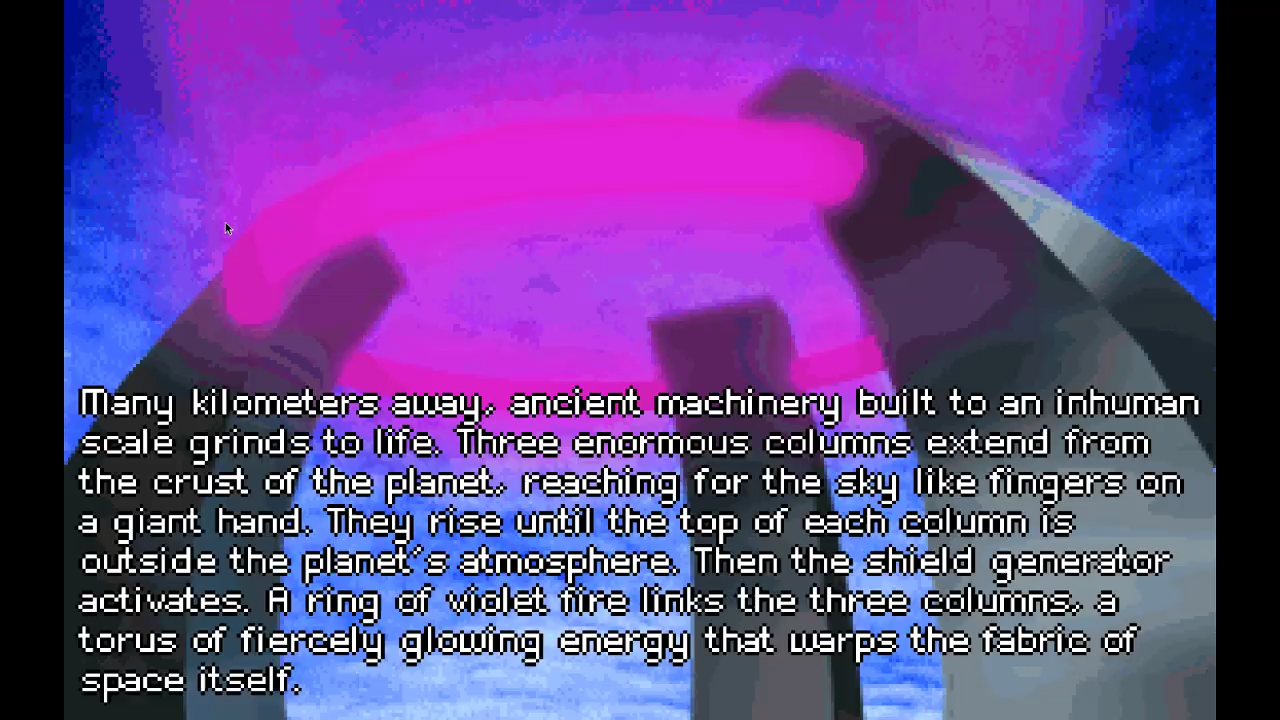 Many kilometers away, ancient machinery built to an inhuman
scale grinds to life. Three enormous columns extend from
the crust of the planet, reaching for the sky like fingers on
a giant hand. They rise until the top of each column is
outside the planet's atmosphere. Then the shield generator
activates. A ring of violet fire links the three columns, a
torus of fiercely glowing energy that warps the fabric of
space itself.